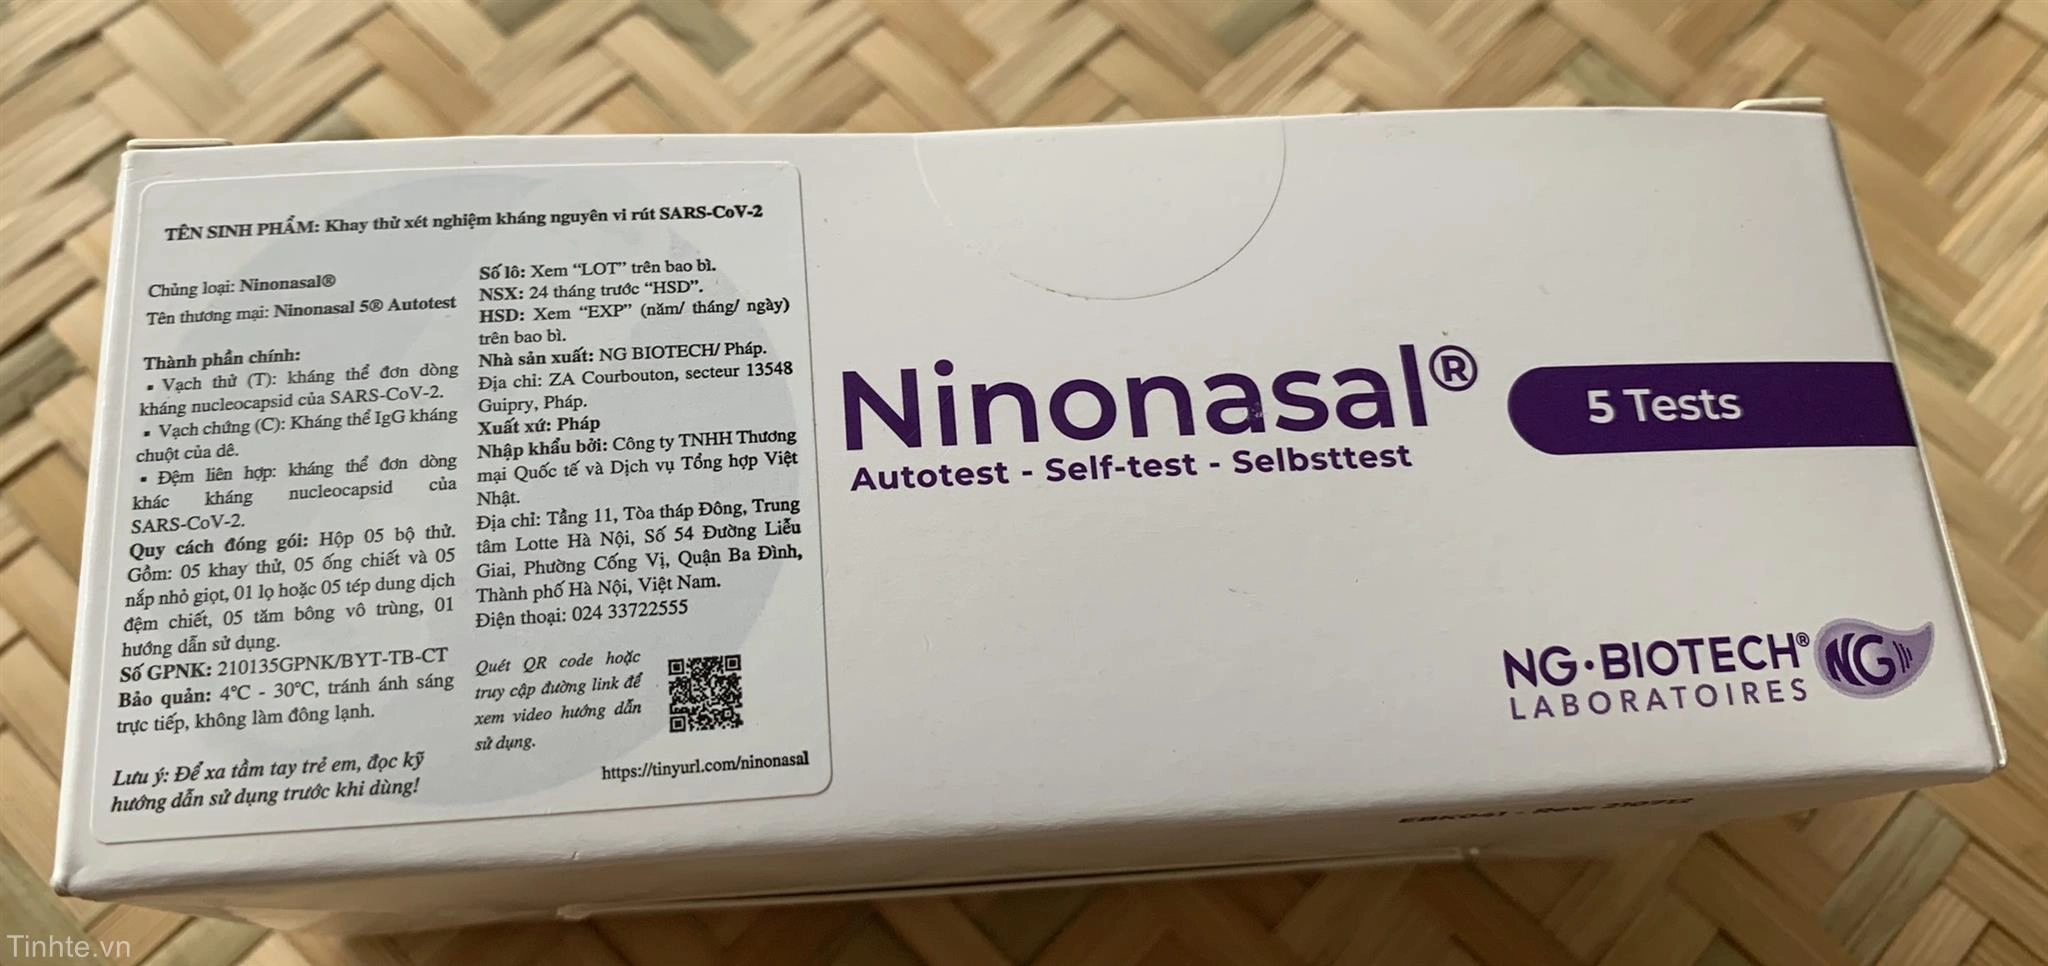 TÊN SINH PHẨM: Khay thử xét nghiệm kháng nguyên vi rút SARS-CoV-2
Chủng loại: Ninonasal®
Tên thương mại: Ninonasal 5® Autotest
Thành phần chính:
▪ Vạch thử (T): kháng thể đơn dòng
kháng nucleocapsid của SARS-CoV-2.
▪ Vạch chứng (C): Kháng thể IgG kháng
chuột của dê.
▪ Đệm liên hợp: kháng thể đơn dòng
khác kháng nucleocapsid của
SARS-CoV-2.
Quy cách đóng gói: Hộp 05 bộ thử.
Gồm: 05 khay thử, 05 ống chiết và 05
nắp nhỏ giọt, 01 lọ hoặc 05 tép dung dịch
đệm chiết, 05 tăm bông vô trùng, 01
hướng dẫn sử dụng.
Số GPNK: 210135GPNK/BYT-TB-CT
Bảo quản: 4°C - 30°C, tránh ánh sáng
trực tiếp, không làm đông lạnh.
Lưu ý: Để xa tầm tay trẻ em, đọc kỹ
hướng dẫn sử dụng trước khi dùng!
Số lô: Xem “LOT” trên bao bì.
NSX: 24 tháng trước “HSD”.
HSD: Xem “EXP” (năm/ tháng/ ngày)
trên bao bì.
Nhà sản xuất: NG BIOTECH/ Pháp.
Địa chỉ: ZA Courbouton, secteur 13548
Guipry, Pháp.
Xuất xứ: Pháp
Nhập khẩu bởi: Công ty TNHH Thương
mại Quốc tế và Dịch vụ Tổng hợp Việt
Nhật.
Địa chỉ: Tầng 11, Tòa tháp Đông, Trung
tâm Lotte Hà Nội, Số 54 Đường Liễu
Giai, Phường Cống Vị, Quận Ba Đình,
Thành phố Hà Nội, Việt Nam.
Điện thoại: 024 33722555
Quét QR code hoặc
truy cập đường link để
xem video hướng dẫn
sử dụng.
https://tinyurl.com/ninonasal
Ninonasal®
Autotest - Self-test - Selbsttest
5 Tests
NG·BIOTECH®
LABORATOIRES
NG
EBK041 - Rev: 210712
Tinhte.vn